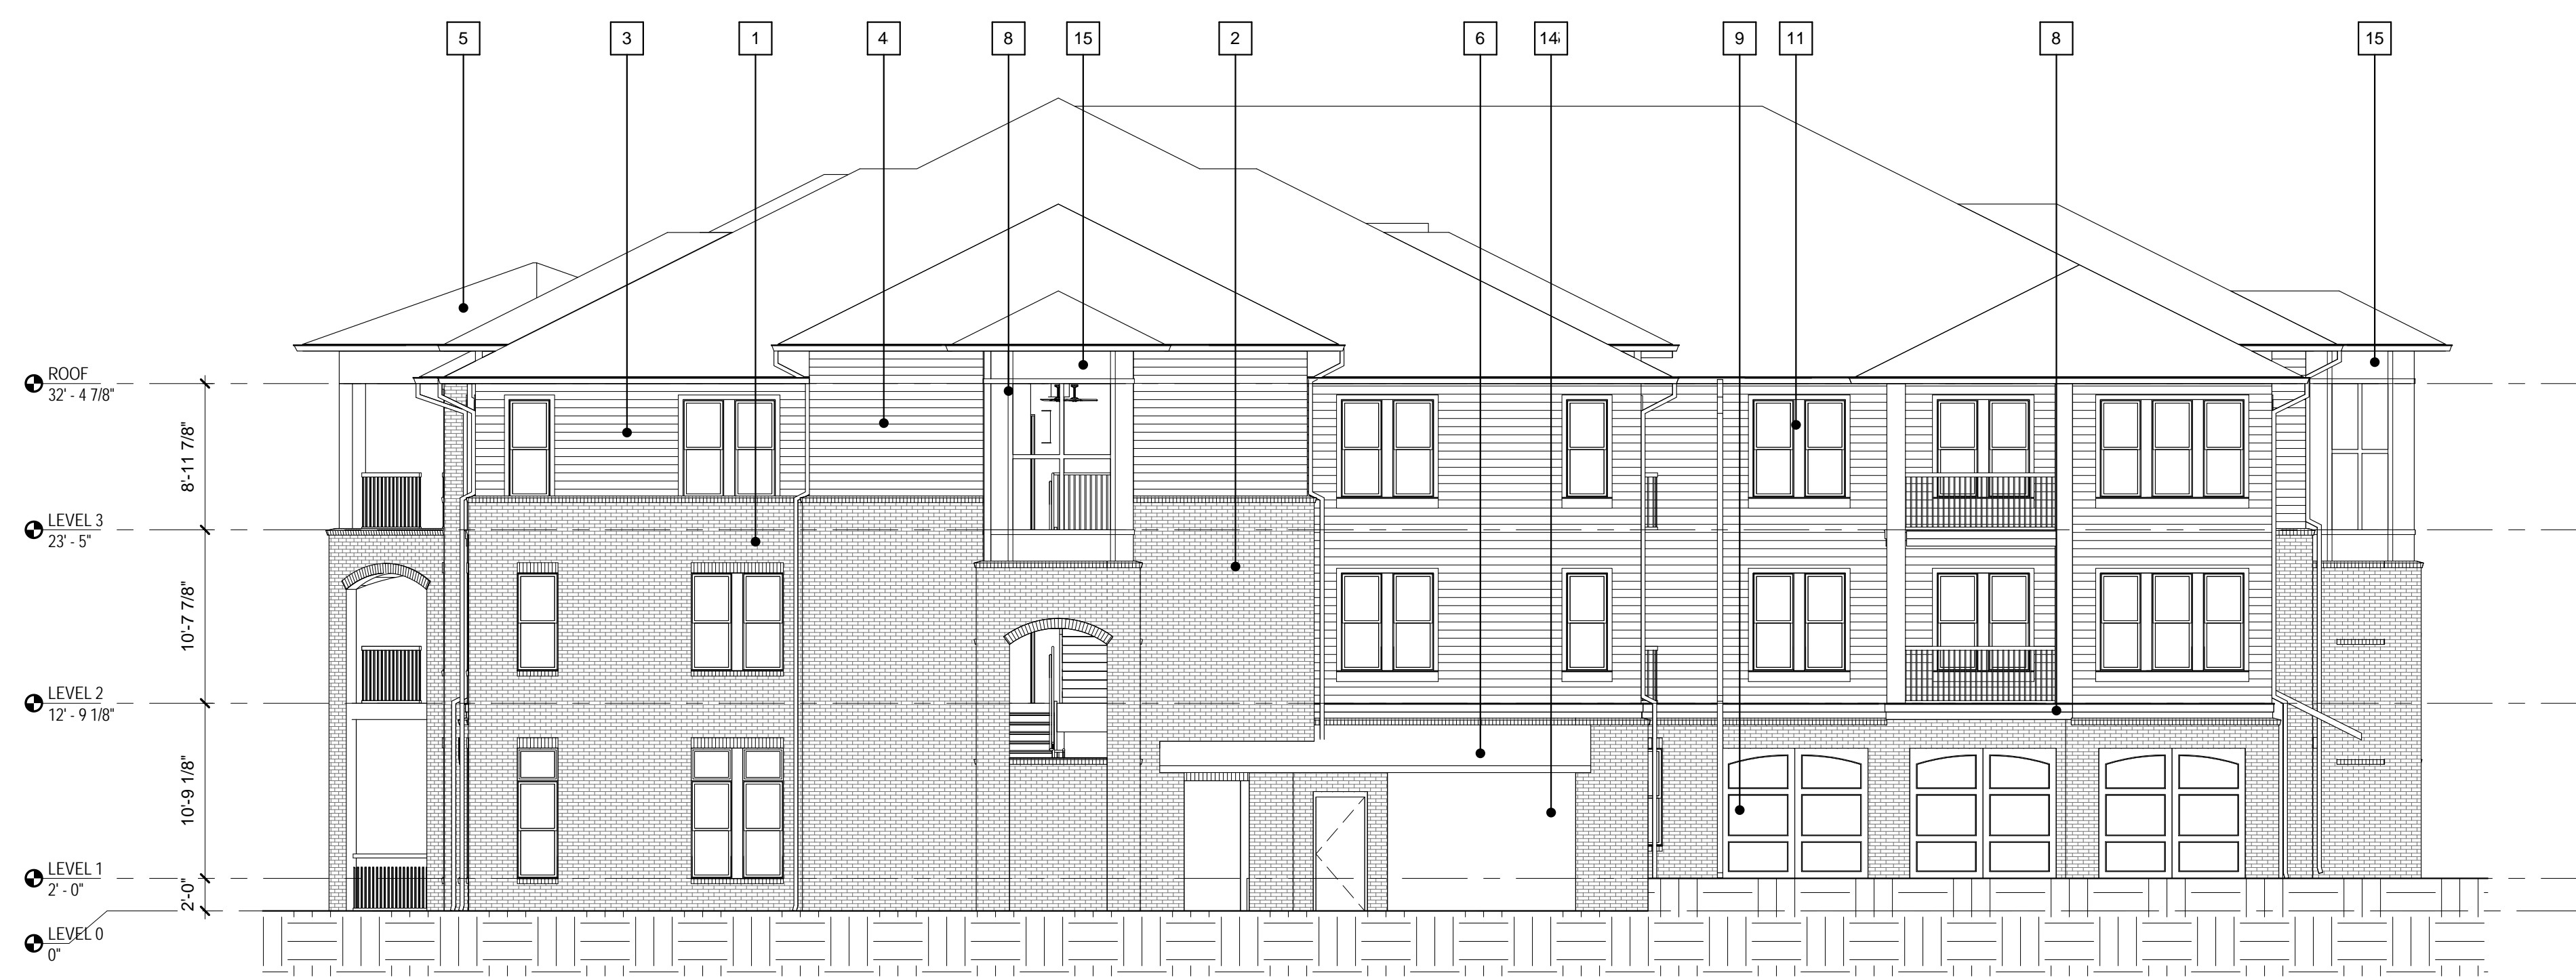 5 3 1 4 8 15 2 6 14 9 11 8 15
ROOF
32' - 4 7/8"
8'-11 7/8"
LEVEL 3
23' - 5"
10'-7 7/8"
LEVEL 2
12' - 9 1/8"
10'-9 1/8"
LEVEL 1
2' - 0"
2'-0"
LEVEL 0
0"